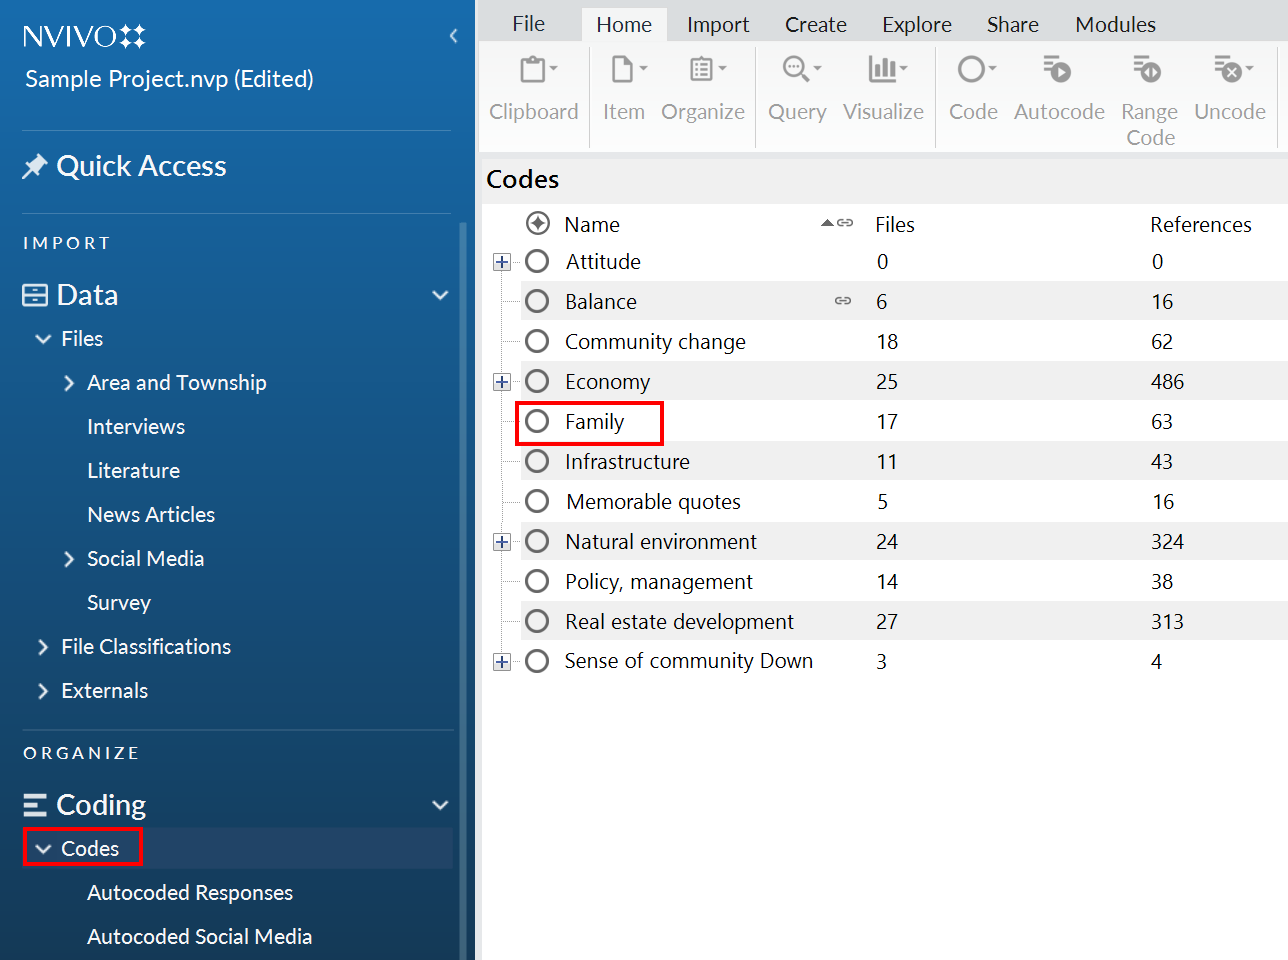 NVIVO
Sample Project.nvp (Edited)
Quick Access
IMPORT
Data
Files
Area and Township
Interviews
Literature
News Articles
Social Media
Survey
File Classifications
Externals
ORGANIZE
Coding
Codes
Autocoded Responses
Autocoded Social Media
File Home Import Create Explore Share Modules
Clipboard Item Organize Query Visualize Code Autocode Range Code Uncode
Codes
Name Files References
Attitude 0 0
Balance 6 16
Community change 18 62
Economy 25 486
Family 17 63
Infrastructure 11 43
Memorable quotes 5 16
Natural environment 24 324
Policy, management 14 38
Real estate development 27 313
Sense of community Down 3 4